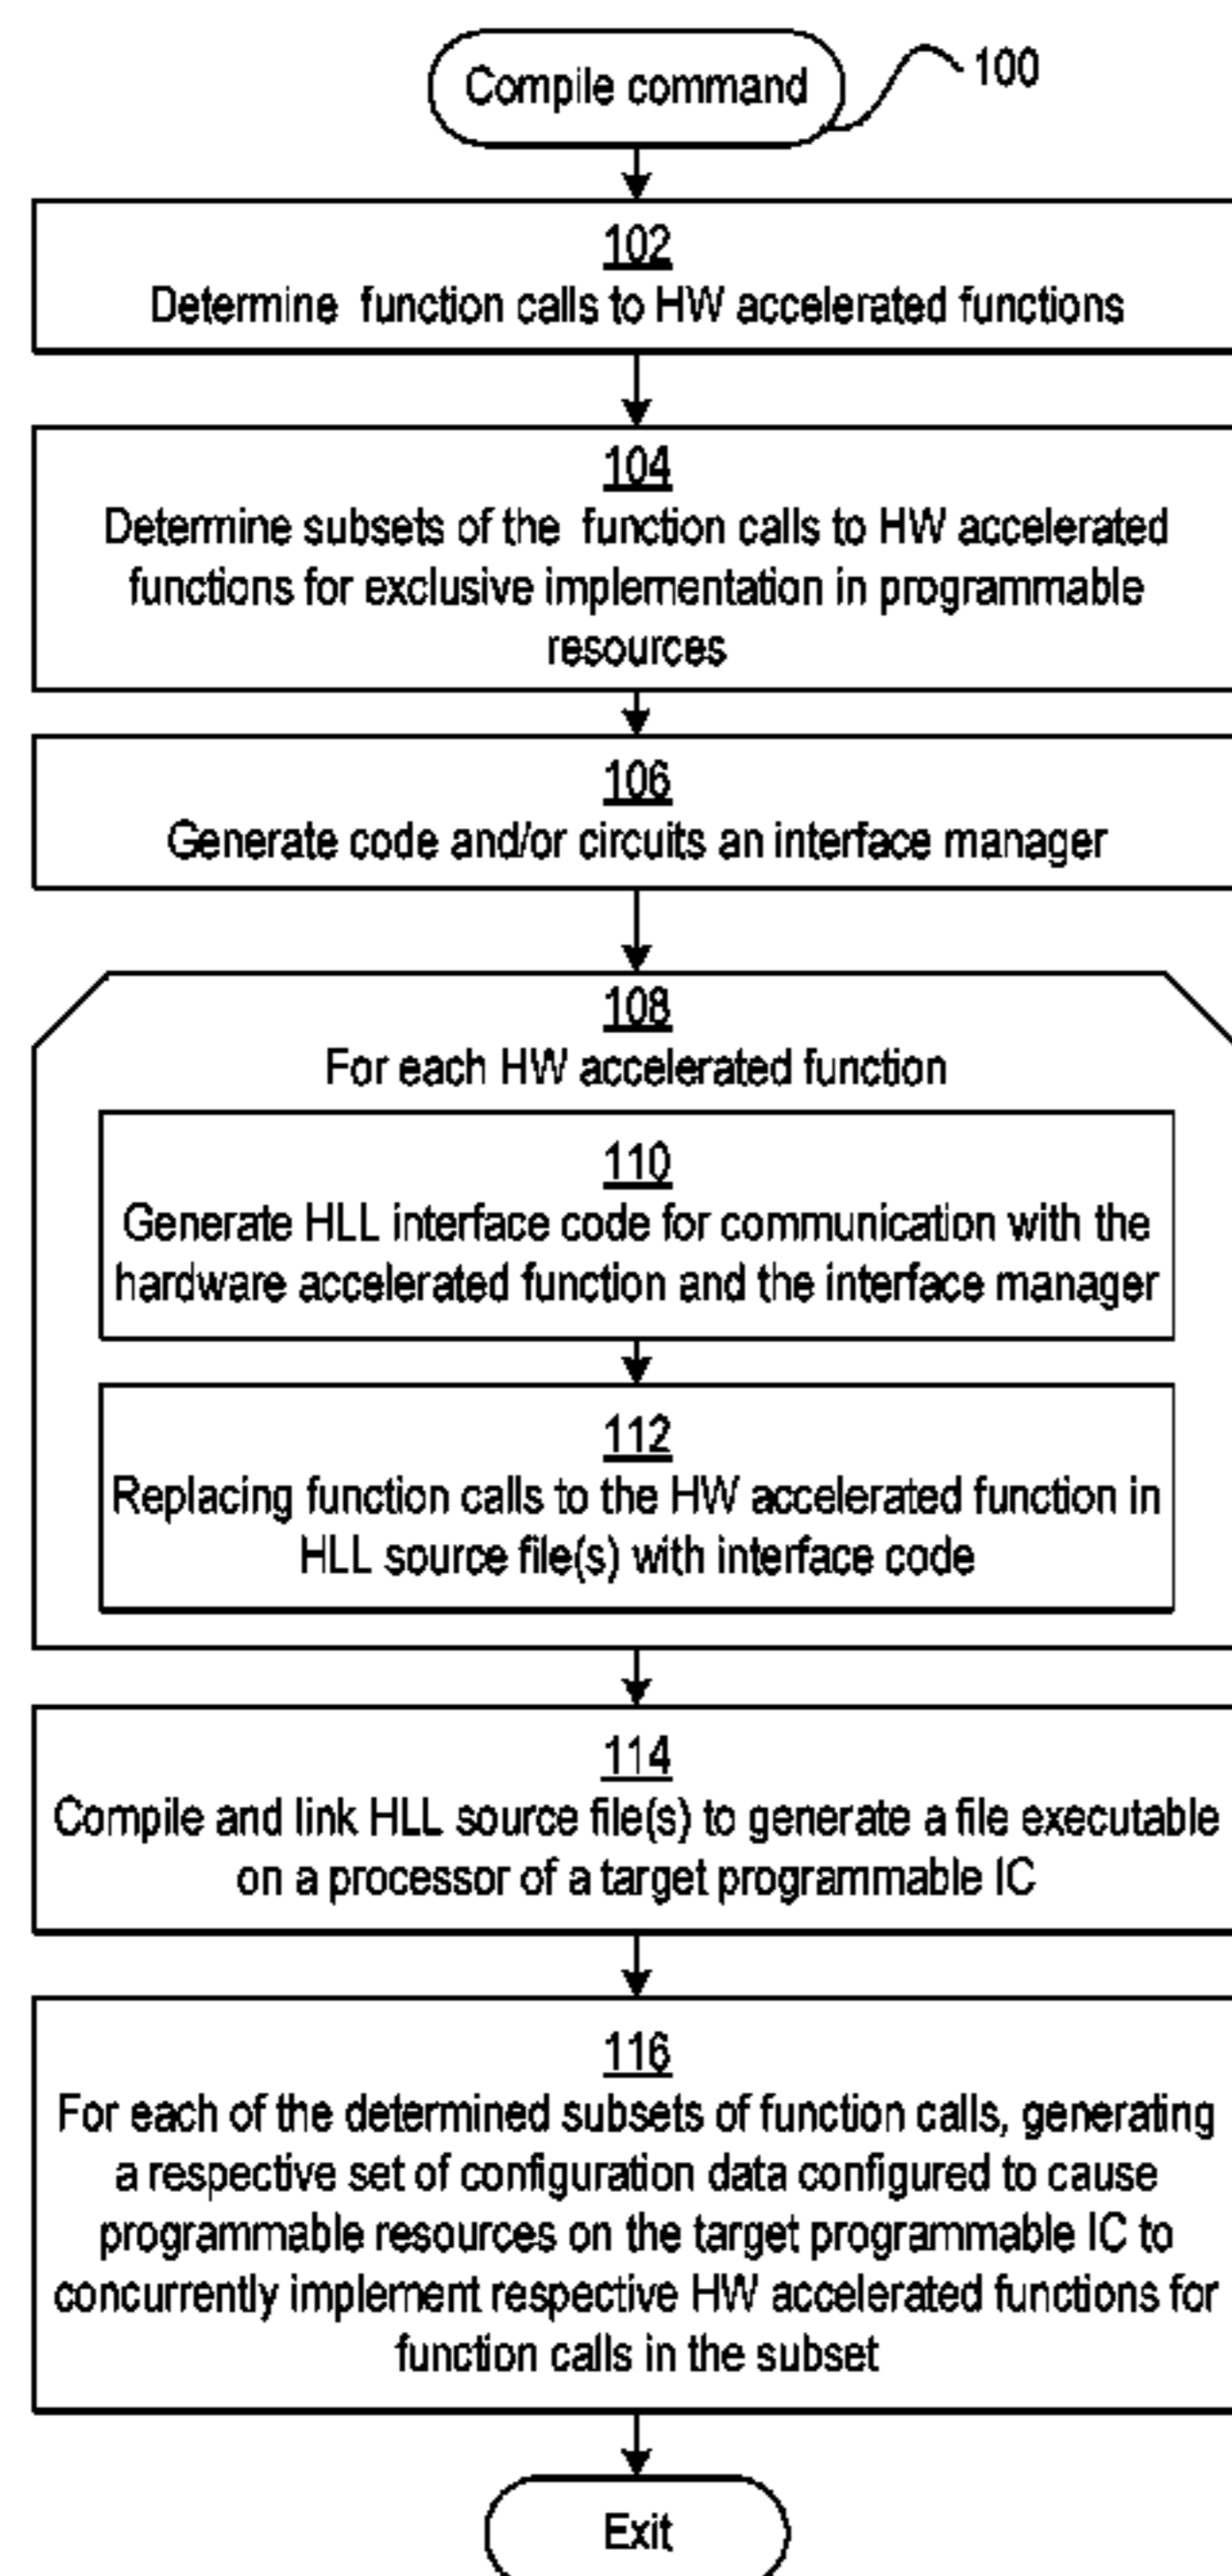 Compile command
100
102
Determine function calls to HW accelerated functions
104
Determine subsets of the function calls to HW accelerated
functions for exclusive implementation in programmable
resources
106
Generate code and/or circuits an interface manager
108
For each HW accelerated function
110
Generate HLL interface code for communication with the
hardware accelerated function and the interface manager
112
Replacing function calls to the HW accelerated function in
HLL source file(s) with interface code
114
Compile and link HLL source file(s) to generate a file executable
on a processor of a target programmable IC
116
For each of the determined subsets of function calls, generating
a respective set of configuration data configured to cause
programmable resources on the target programmable IC to
concurrently implement respective HW accelerated functions for
function calls in the subset
Exit